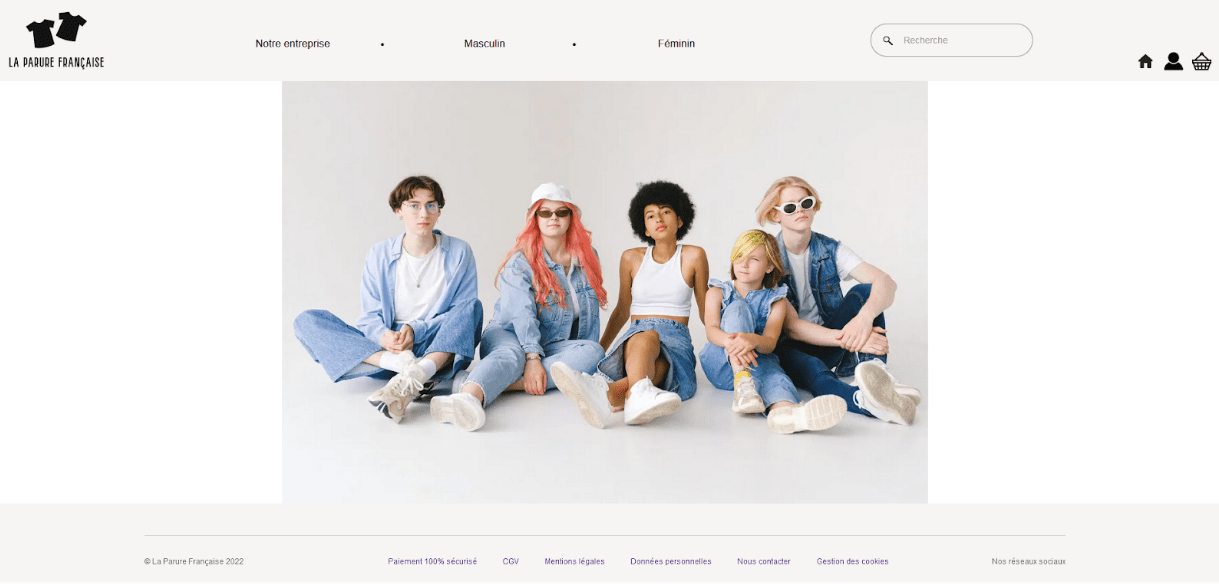 LA PARURE FRANÇAISE
Notre entreprise • Masculin • Féminin
Recherche
© La Parure Française 2022
Paiement 100% sécurisé CGV Mentions légales Données personnelles Nous contacter Gestion des cookies
Nos réseaux sociaux